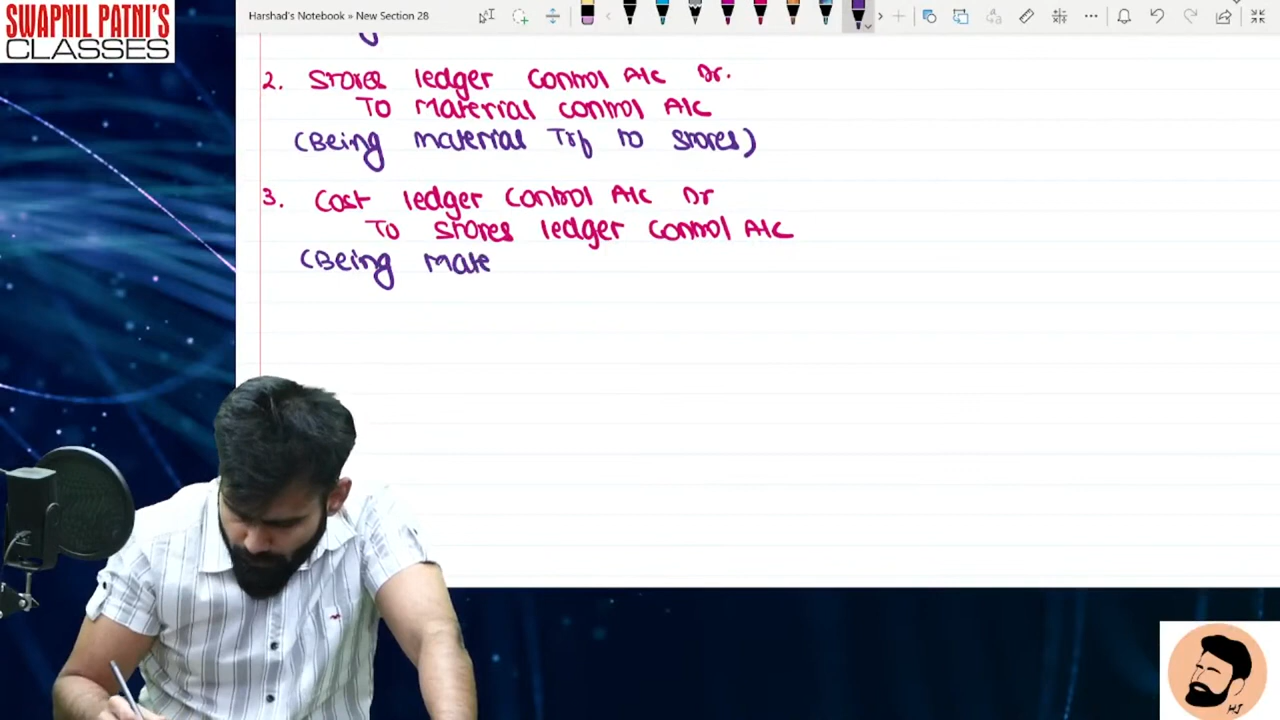 SWAPNIL PATNI'S
CLASSES
Harshad's Notebook » New Section 28
2. Stores ledger Control A/c Dr.
To Material control A/c
(Being material Trf to stores)
3. Cost ledger Control A/c Dr
To stores ledger control A/c
(Being Mate
HJ